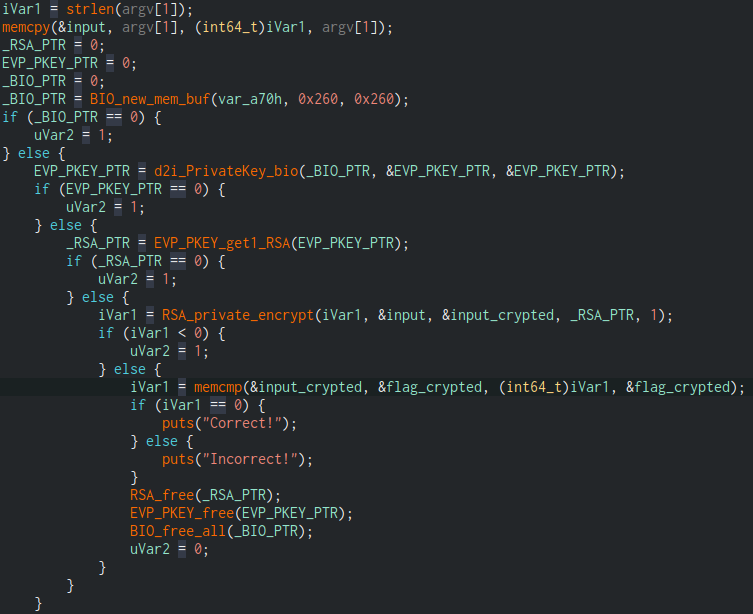 iVar1 = strlen(argv[1]);
memcpy(&input, argv[1], (int64_t)iVar1, argv[1]);
_RSA_PTR = 0;
EVP_PKEY_PTR = 0;
_BIO_PTR = 0;
_BIO_PTR = BIO_new_mem_buf(var_a70h, 0x260, 0x260);
if (_BIO_PTR == 0) {
    uVar2 = 1;
} else {
    EVP_PKEY_PTR = d2i_PrivateKey_bio(_BIO_PTR, &EVP_PKEY_PTR, &EVP_PKEY_PTR);
    if (EVP_PKEY_PTR == 0) {
        uVar2 = 1;
    } else {
        _RSA_PTR = EVP_PKEY_get1_RSA(EVP_PKEY_PTR);
        if (_RSA_PTR == 0) {
            uVar2 = 1;
        } else {
            iVar1 = RSA_private_encrypt(iVar1, &input, &input_crypted, _RSA_PTR, 1);
            if (iVar1 < 0) {
                uVar2 = 1;
            } else {
                iVar1 = memcmp(&input_crypted, &flag_crypted, (int64_t)iVar1, &flag_crypted);
                if (iVar1 == 0) {
                    puts("Correct!");
                } else {
                    puts("Incorrect!");
                }
                RSA_free(_RSA_PTR);
                EVP_PKEY_free(EVP_PKEY_PTR);
                BIO_free_all(_BIO_PTR);
                uVar2 = 0;
            }
        }
    }